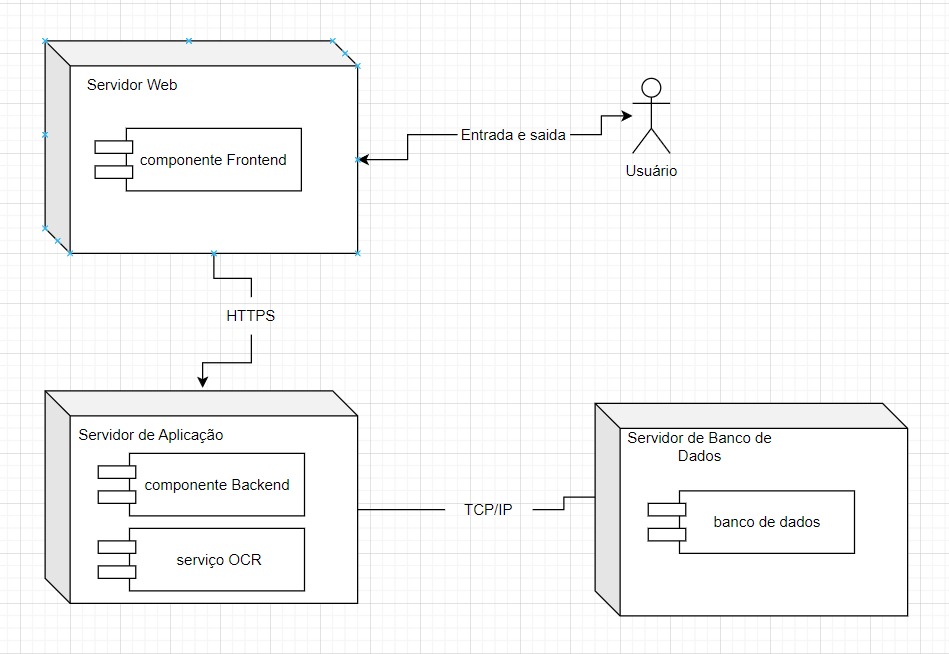 Servidor Web
componente Frontend
Entrada e saida
Usuário
HTTPS
Servidor de Aplicação
componente Backend
serviço OCR
TCP/IP
Servidor de Banco de
Dados
banco de dados